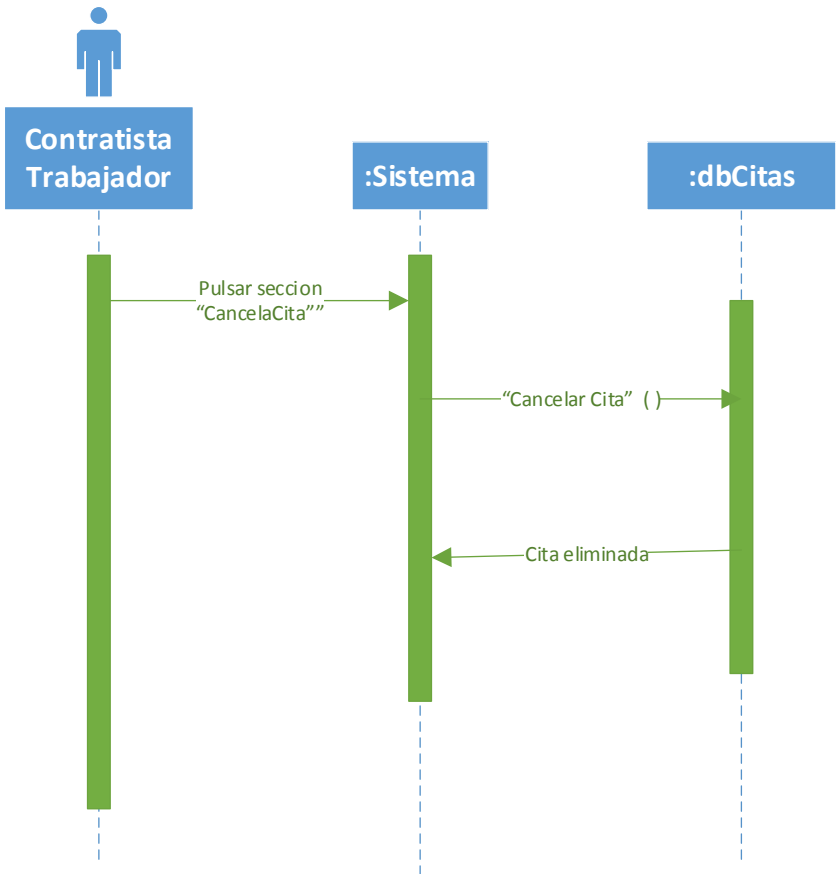 Contratista
Trabajador
:Sistema
:dbCitas
Pulsar seccion
“CancelaCita””
“Cancelar Cita” ( )
Cita eliminada